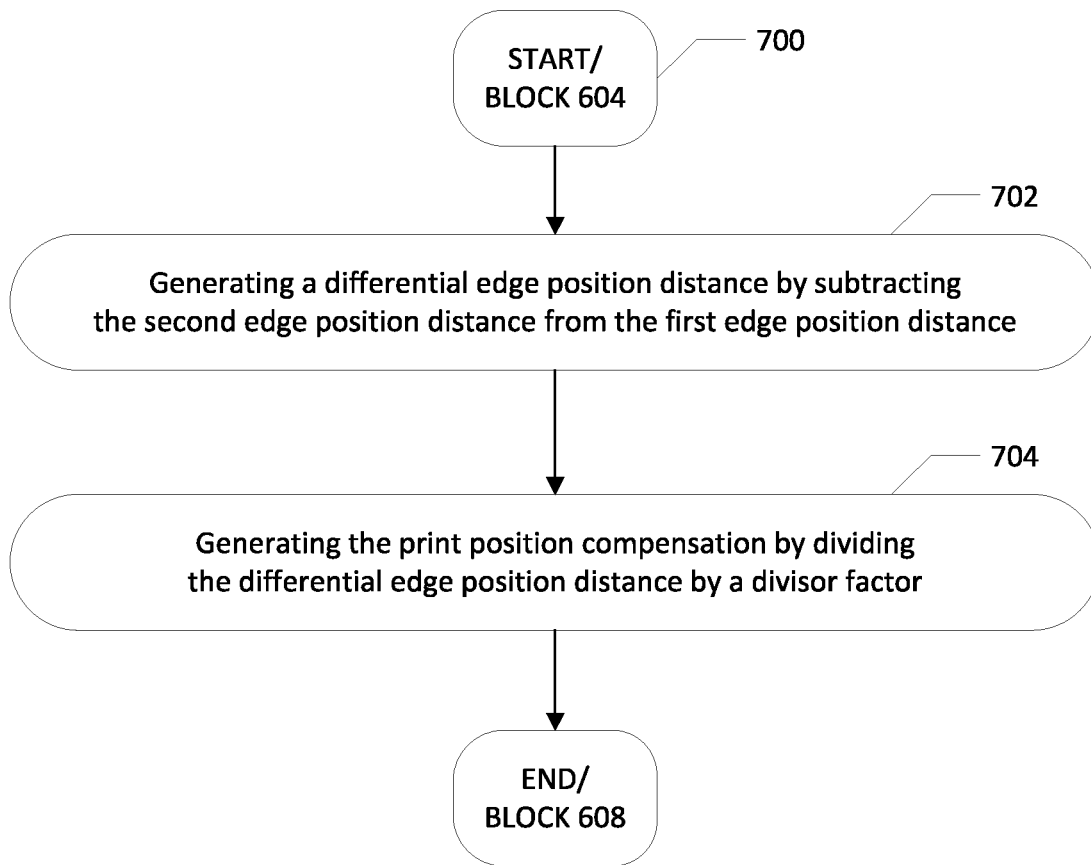 START/
BLOCK 604
700
702
Generating a differential edge position distance by subtracting
the second edge position distance from the first edge position distance
704
Generating the print position compensation by dividing
the differential edge position distance by a divisor factor
END/
BLOCK 608